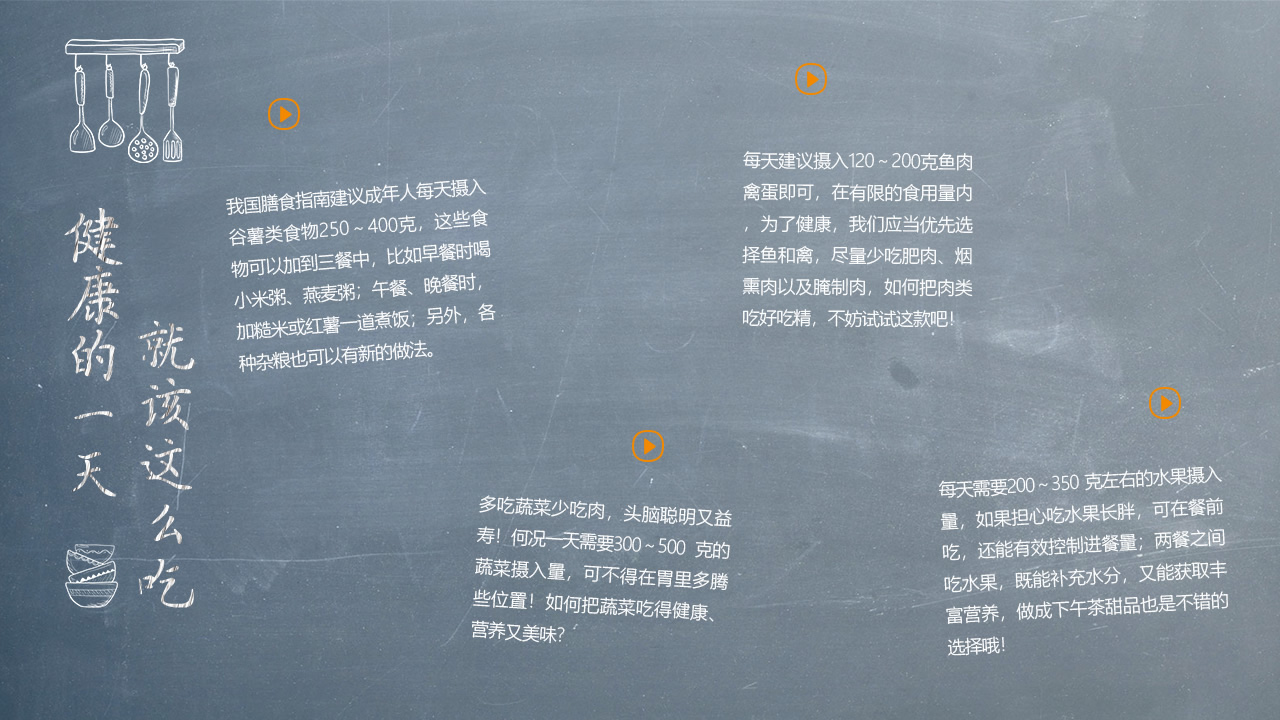 健康的一天
就该这么吃
我国膳食指南建议成年人每天摄入
谷薯类食物250～400克，这些食
物可以加到三餐中，比如早餐时喝
小米粥、燕麦粥；午餐、晚餐时，
加糙米或红薯一道煮饭；另外，各
种杂粮也可以有新的做法。
多吃蔬菜少吃肉，头脑聪明又益
寿！何况一天需要300～500 克的
蔬菜摄入量，可不得在胃里多腾
些位置！如何把蔬菜吃得健康、
营养又美味？
每天建议摄入120～200克鱼肉
禽蛋即可，在有限的食用量内
，为了健康，我们应当优先选
择鱼和禽，尽量少吃肥肉、烟
熏肉以及腌制肉，如何把肉类
吃好吃精，不妨试试这款吧！
每天需要200～350 克左右的水果摄入
量，如果担心吃水果长胖，可在餐前
吃，还能有效控制进餐量；两餐之间
吃水果，既能补充水分，又能获取丰
富营养，做成下午茶甜品也是不错的
选择哦！